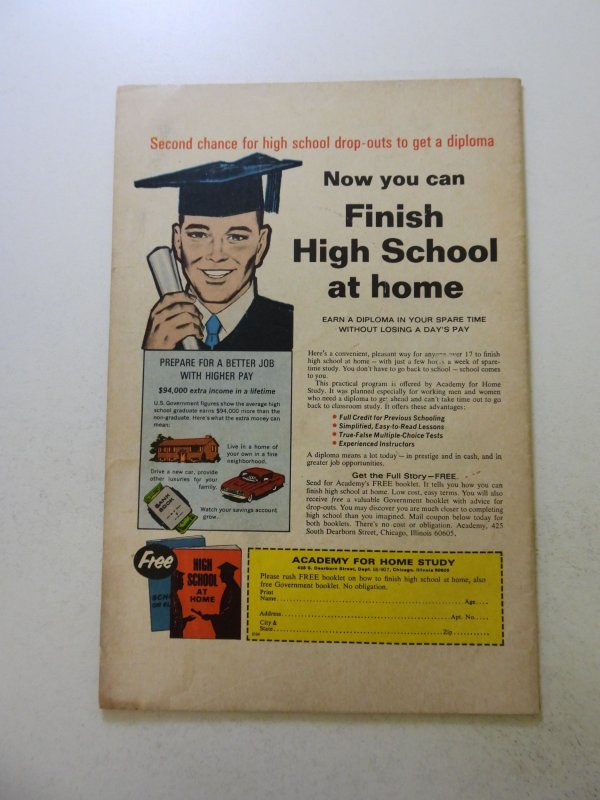 Second chance for high school drop-outs to get a diploma
Now you can
Finish
High School
at home
EARN A DIPLOMA IN YOUR SPARE TIME
WITHOUT LOSING A DAY'S PAY
PREPARE FOR A BETTER JOB
WITH HIGHER PAY
$94,000 extra income in a lifetime
U.S. Government figures show the average high
school graduate earns $94,000 more than the
non-graduate. Here's what the extra money can
mean:
Live in a home of
your own in a fine
neighborhood.
Drive a new car, provide
other luxuries for your
family.
BANK
BOOK
Watch your savings account
grow.
Here's a convenient, pleasant way for anyone over 17 to finish
high school at home – with just a few hours a week of spare-
time study. You don't have to go back to school – school comes
to you.
This practical program is offered by Academy for Home
Study. It was planned especially for working men and women
who need a diploma to get ahead and can't take time out to go
back to classroom study. It offers these advantages:
• Full Credit for Previous Schooling
• Simplified, Easy-to-Read Lessons
• True-False Multiple-Choice Tests
• Experienced Instructors
A diploma means a lot today – in prestige and in cash, and in
greater job opportunities.
Get the Full Story—FREE
Send for Academy's FREE booklet. It tells you how you can
finish high school at home. Low cost, easy terms. You will also
receive free a valuable Government booklet with advice for
drop-outs. You may discover you are much closer to completing
high school than you imagined. Mail coupon below today for
both booklets. There's no cost or obligation. Academy, 425
South Dearborn Street, Chicago, Illinois 60605.
Free
HIGH
SCHOOL
AT
HOME
ACADEMY FOR HOME STUDY
S. Dearborn Street, Dept. Chicago, Illinois 60605
Please rush FREE booklet on how to finish high school at home, also
free Government booklet. No obligation.
Print
Name Age
Address Apt. No.
City &
State Zip